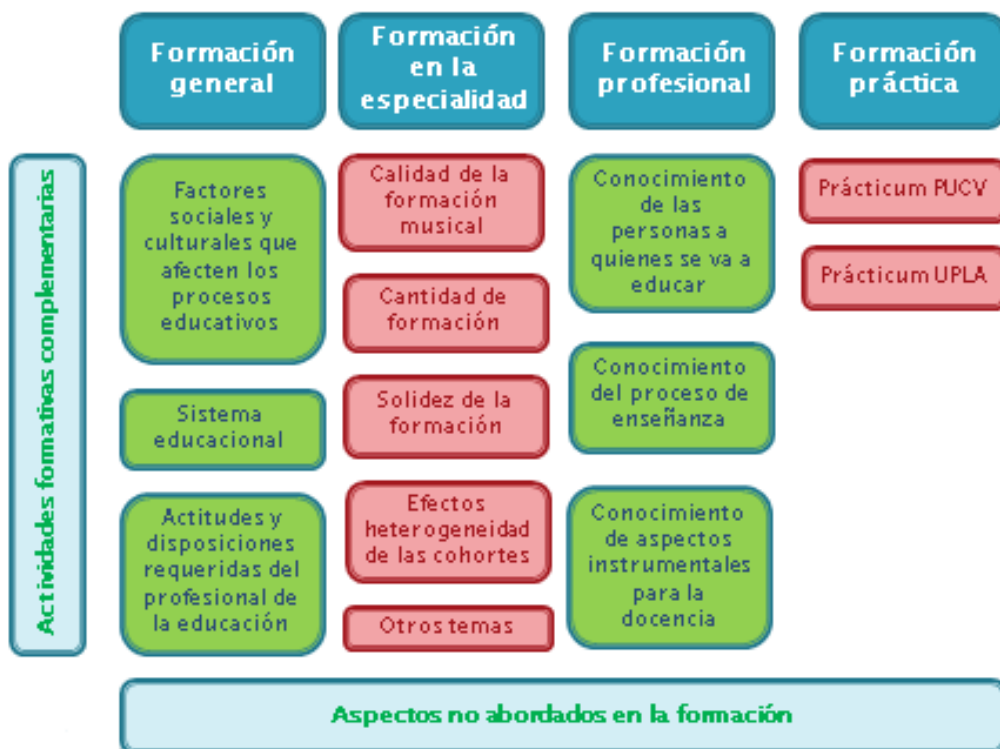 Formación
general
Formación
en la
especialidad
Formación
profesional
Formación
práctica
Actividades formativas complementarias
Factores
sociales y
culturales que
afecten los
procesos
educativos
Sistema
educacional
Actitudes y
disposiciones
requeridas del
profesional de
la educación
Calidad de la
formación
musical
Cantidad de
formación
Solidez de la
formación
Efectos
heterogeneidad
de las cohortes
Otros temas
Conocimiento
de las
personas a
quienes se va a
educar
Conocimiento
del proceso de
enseñanza
Conocimiento
de aspectos
instrumentales
para la
docencia
Prácticum PUCV
Prácticum UPLA
Aspectos no abordados en la formación